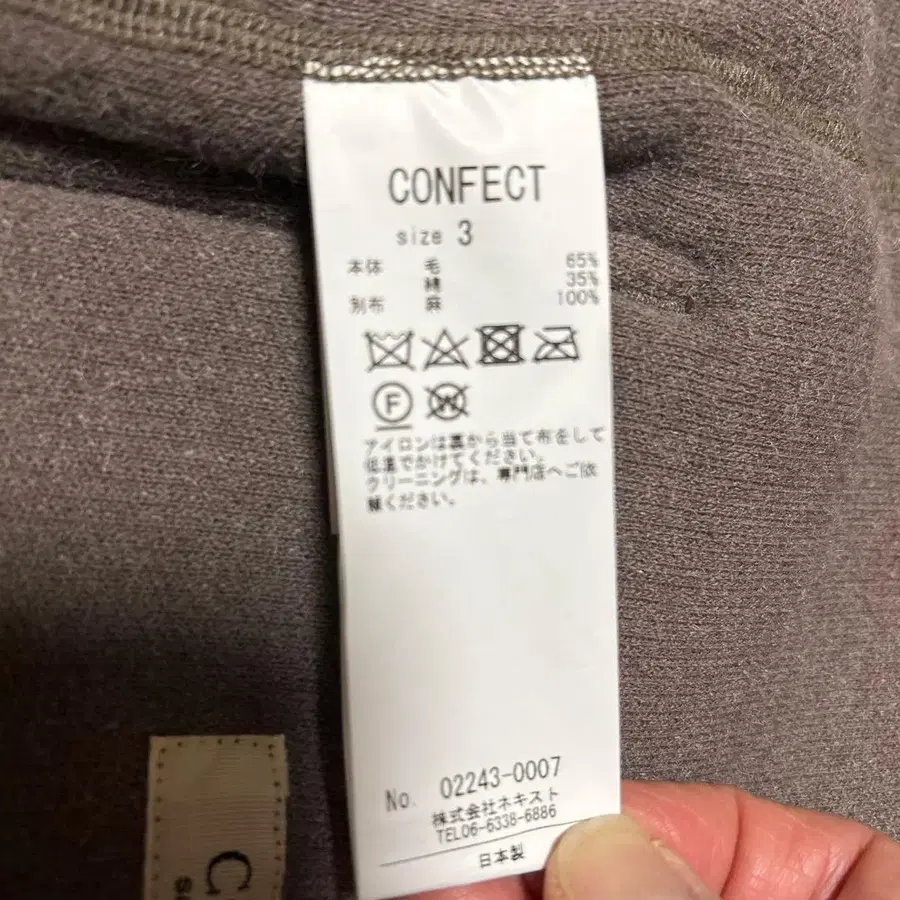 CONFECT
size 3
本体 毛 65%
綿 35%
別布 麻 100%
F
W
アイロンは裏から当て布をして
低温でかけてください。
クリーニングは、専門店へご依
頼ください。
No. 02243-0007
株式会社ネキスト
TEL06-6338-6886
日本製